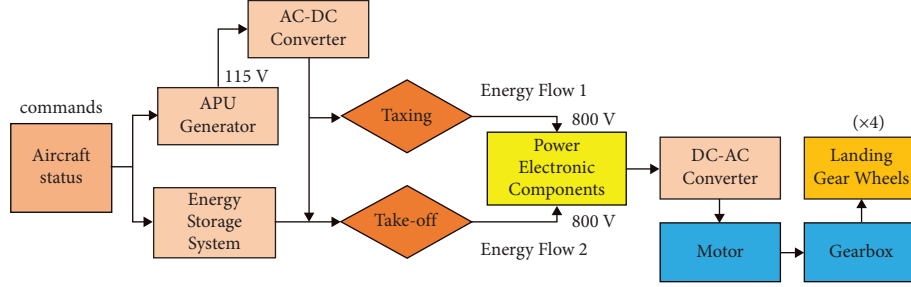 commands
Aircraft
status
APU
Generator
115 V
AC-DC
Converter
Energy
Storage
System
Taxing
Take-off
Energy Flow 1
800 V
Power
Electronic
Components
800 V
Energy Flow 2
DC-AC
Converter
Motor
Gearbox
(×4)
Landing
Gear Wheels